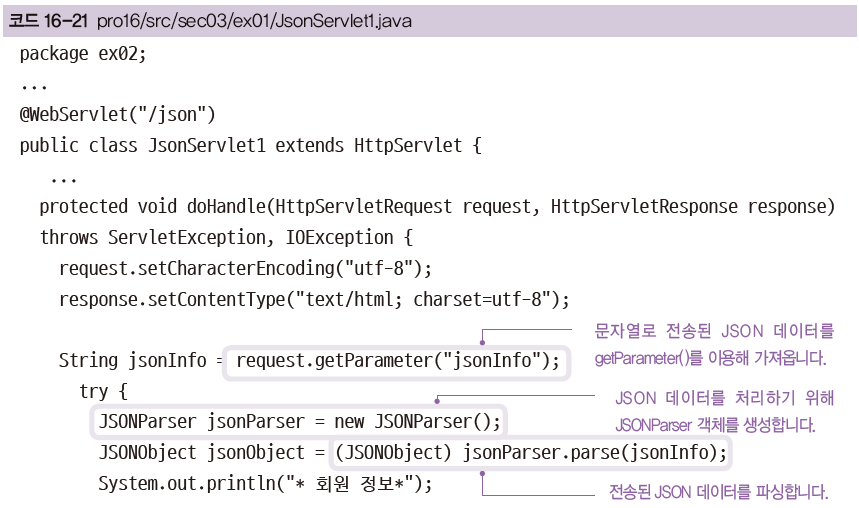 코드 16-21 pro16/src/sec03/ex01/JsonServlet1.java
package ex02;
...
@WebServlet("/json")
public class JsonServlet1 extends HttpServlet {
...
protected void doHandle(HttpServletRequest request, HttpServletResponse response)
throws ServletException, IOException {
request.setCharacterEncoding("utf-8");
response.setContentType("text/html; charset=utf-8");
문자열로 전송된 JSON 데이터를
getParameter()를 이용해 가져옵니다.
String jsonInfo = request.getParameter("jsonInfo");
try {
JSON 데이터를 처리하기 위해
JSONParser 객체를 생성합니다.
JSONParser jsonParser = new JSONParser();
JSONObject jsonObject = (JSONObject) jsonParser.parse(jsonInfo);
System.out.println("* 회원 정보*");
전송된 JSON 데이터를 파싱합니다.